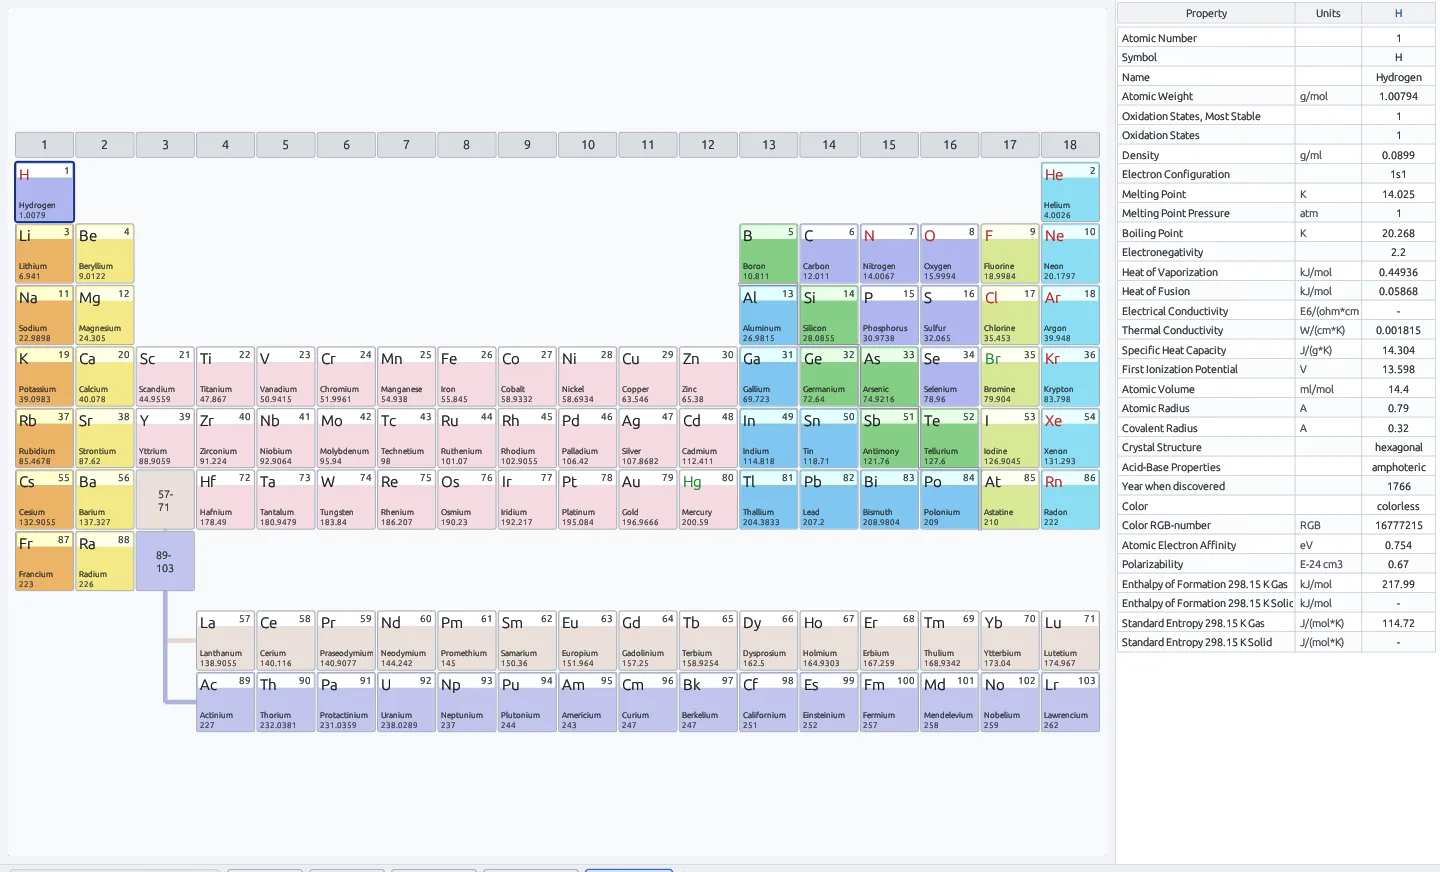 1 2 3 4 5 6 7 8 9 10 11 12 13 14 15 16 17 18
H 1 He 2
Hydrogen Helium
1.0079 4.0026
Li 3 Be 4 B 5 C 6 N 7 O 8 F 9 Ne 10
Lithium Beryllium Boron Carbon Nitrogen Oxygen Fluorine Neon
6.941 9.0122 10.811 12.011 14.0067 15.9994 18.9984 20.1797
Na 11 Mg 12 Al 13 Si 14 P 15 S 16 Cl 17 Ar 18
Sodium Magnesium Aluminum Silicon Phosphorus Sulfur Chlorine Argon
22.9898 24.305 26.9815 28.0855 30.9738 32.065 35.453 39.948
K 19 Ca 20 Sc 21 Ti 22 V 23 Cr 24 Mn 25 Fe 26 Co 27 Ni 28 Cu 29 Zn 30 Ga 31 Ge 32 As 33 Se 34 Br 35 Kr 36
Potassium Calcium Scandium Titanium Vanadium Chromium Manganese Iron Cobalt Nickel Copper Zinc Gallium Germanium Arsenic Selenium Bromine Krypton
39.0983 40.078 44.9559 47.867 50.9415 51.9961 54.938 55.845 58.9332 58.6934 63.546 65.38 69.723 72.64 74.9216 78.96 79.904 83.798
Rb 37 Sr 38 Y 39 Zr 40 Nb 41 Mo 42 Tc 43 Ru 44 Rh 45 Pd 46 Ag 47 Cd 48 In 49 Sn 50 Sb 51 Te 52 I 53 Xe 54
Rubidium Strontium Yttrium Zirconium Niobium Molybdenum Technetium Ruthenium Rhodium Palladium Silver Cadmium Indium Tin Antimony Tellurium Iodine Xenon
85.4678 87.62 88.9059 91.224 92.9064 95.94 98 101.07 102.9055 106.42 107.8682 112.411 114.818 118.71 121.76 127.6 126.9045 131.293
Cs 55 Ba 56 57-71 Hf 72 Ta 73 W 74 Re 75 Os 76 Ir 77 Pt 78 Au 79 Hg 80 Tl 81 Pb 82 Bi 83 Po 84 At 85 Rn 86
Cesium Barium Hafnium Tantalum Tungsten Rhenium Osmium Iridium Platinum Gold Mercury Thallium Lead Bismuth Polonium Astatine Radon
132.9055 137.327 178.49 180.9479 183.84 186.207 190.23 192.217 195.084 196.9666 200.59 204.3833 207.2 208.9804 209 210 222
Fr 87 Ra 88 89-103
Francium Radium
223 226
La 57 Ce 58 Pr 59 Nd 60 Pm 61 Sm 62 Eu 63 Gd 64 Tb 65 Dy 66 Ho 67 Er 68 Tm 69 Yb 70 Lu 71
Lanthanum Cerium Praseodymium Neodymium Promethium Samarium Europium Gadolinium Terbium Dysprosium Holmium Erbium Thulium Ytterbium Lutetium
138.9055 140.116 140.9077 144.242 145 150.36 151.964 157.25 158.9254 162.5 164.9303 167.259 168.9342 173.04 174.967
Ac 89 Th 90 Pa 91 U 92 Np 93 Pu 94 Am 95 Cm 96 Bk 97 Cf 98 Es 99 Fm 100 Md 101 No 102 Lr 103
Actinium Thorium Protactinium Uranium Neptunium Plutonium Americium Curium Berkelium Californium Einsteinium Fermium Mendelevium Nobelium Lawrencium
227 232.0381 231.0359 238.0289 237 244 243 247 247 251 252 257 258 259 262
Property Units H
Atomic Number 1
Symbol H
Name Hydrogen
Atomic Weight g/mol 1.00794
Oxidation States, Most Stable 1
Oxidation States 1
Density g/ml 0.0899
Electron Configuration 1s1
Melting Point K 14.025
Melting Point Pressure atm 1
Boiling Point K 20.268
Electronegativity 2.2
Heat of Vaporization kJ/mol 0.44936
Heat of Fusion kJ/mol 0.05868
Electrical Conductivity E6/(ohm*cm -
Thermal Conductivity W/(cm*K) 0.001815
Specific Heat Capacity J/(g*K) 14.304
First Ionization Potential V 13.598
Atomic Volume ml/mol 14.4
Atomic Radius A 0.79
Covalent Radius A 0.32
Crystal Structure hexagonal
Acid-Base Properties amphoteric
Year when discovered 1766
Color colorless
Color RGB-number RGB 16777215
Atomic Electron Affinity eV 0.754
Polarizability E-24 cm3 0.67
Enthalpy of Formation 298.15 K Gas kJ/mol 217.99
Enthalpy of Formation 298.15 K Solic kJ/mol -
Standard Entropy 298.15 K Gas J/(mol*K) 114.72
Standard Entropy 298.15 K Solid J/(mol*K) -